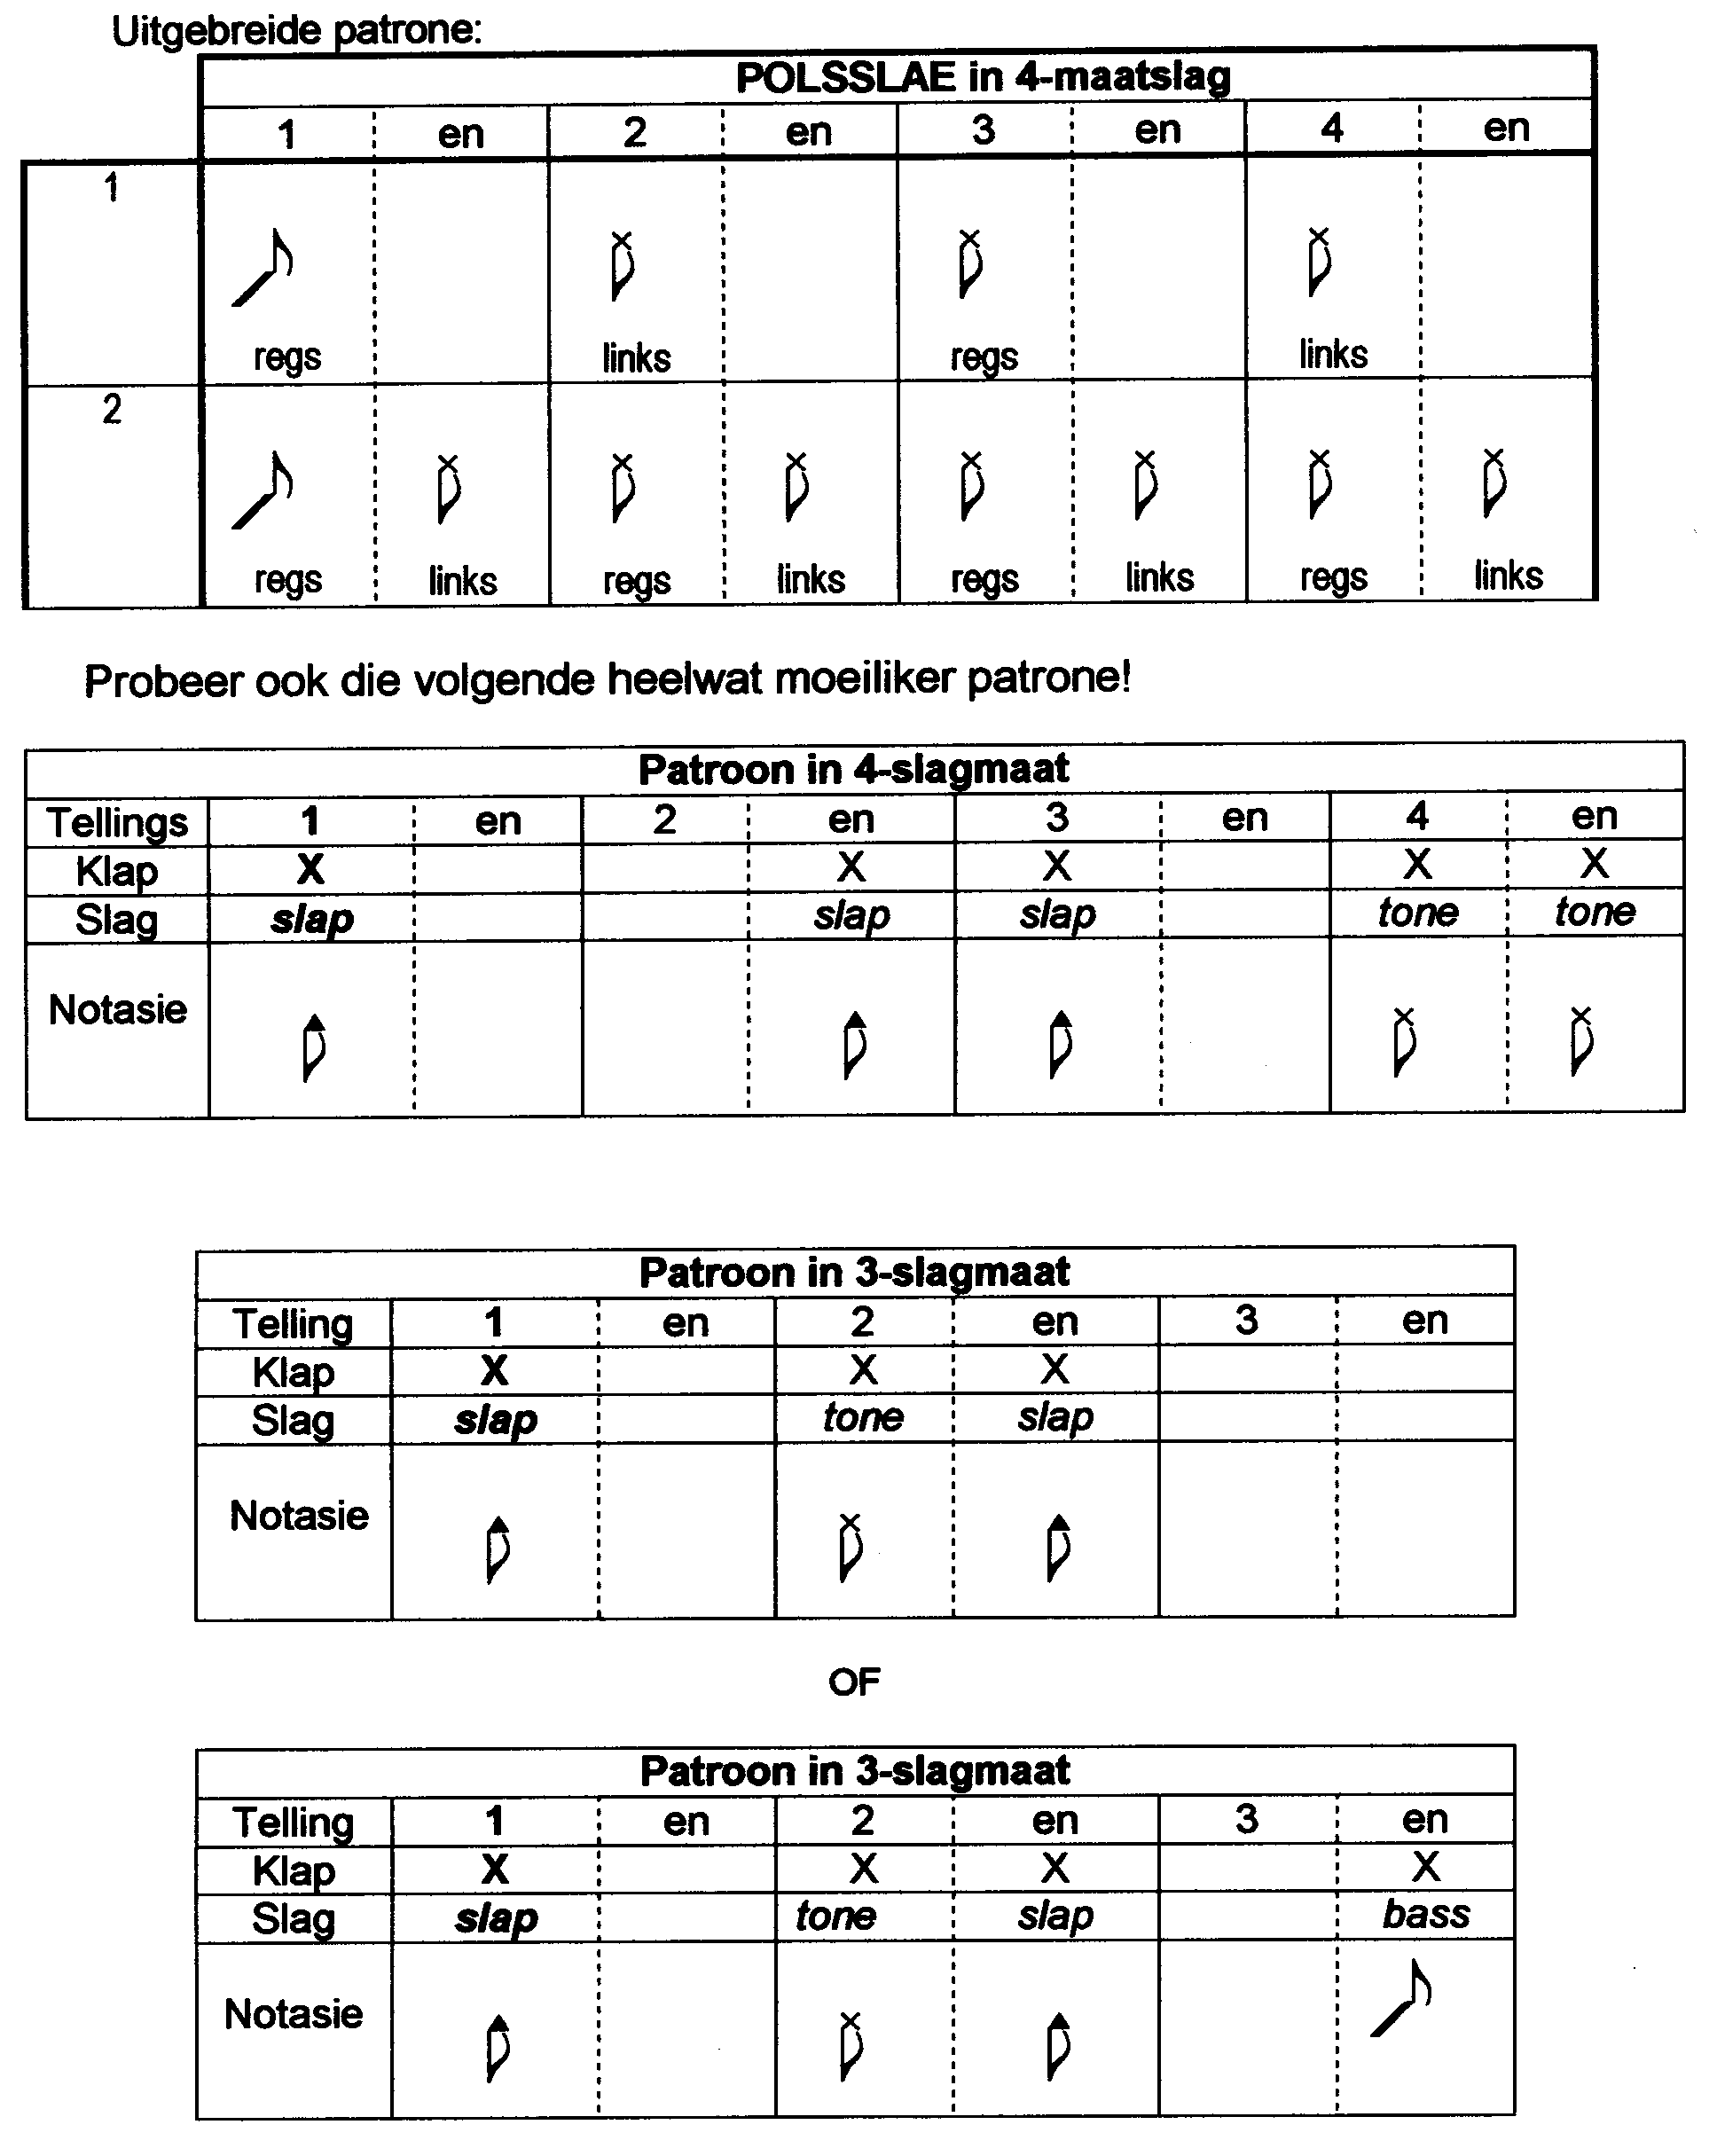 Uitgebreide patrone:
POLSSLAE in 4-maatslag
1 en 2 en 3 en 4 en
1
regs links regs links
2
regs links regs links regs links regs links
Probeer ook die volgende heelwat moeiliker patrone!
Patroon in 4-slagmaat
Tellings 1 en 2 en 3 en 4 en
Klap X X X X X
Slag slap slap slap tone tone
Notasie
Patroon in 3-slagmaat
Telling 1 en 2 en 3 en
Klap X X X
Slag slap tone slap
Notasie
OF
Patroon in 3-slagmaat
Telling 1 en 2 en 3 en
Klap X X X X
Slag slap tone slap bass
Notasie